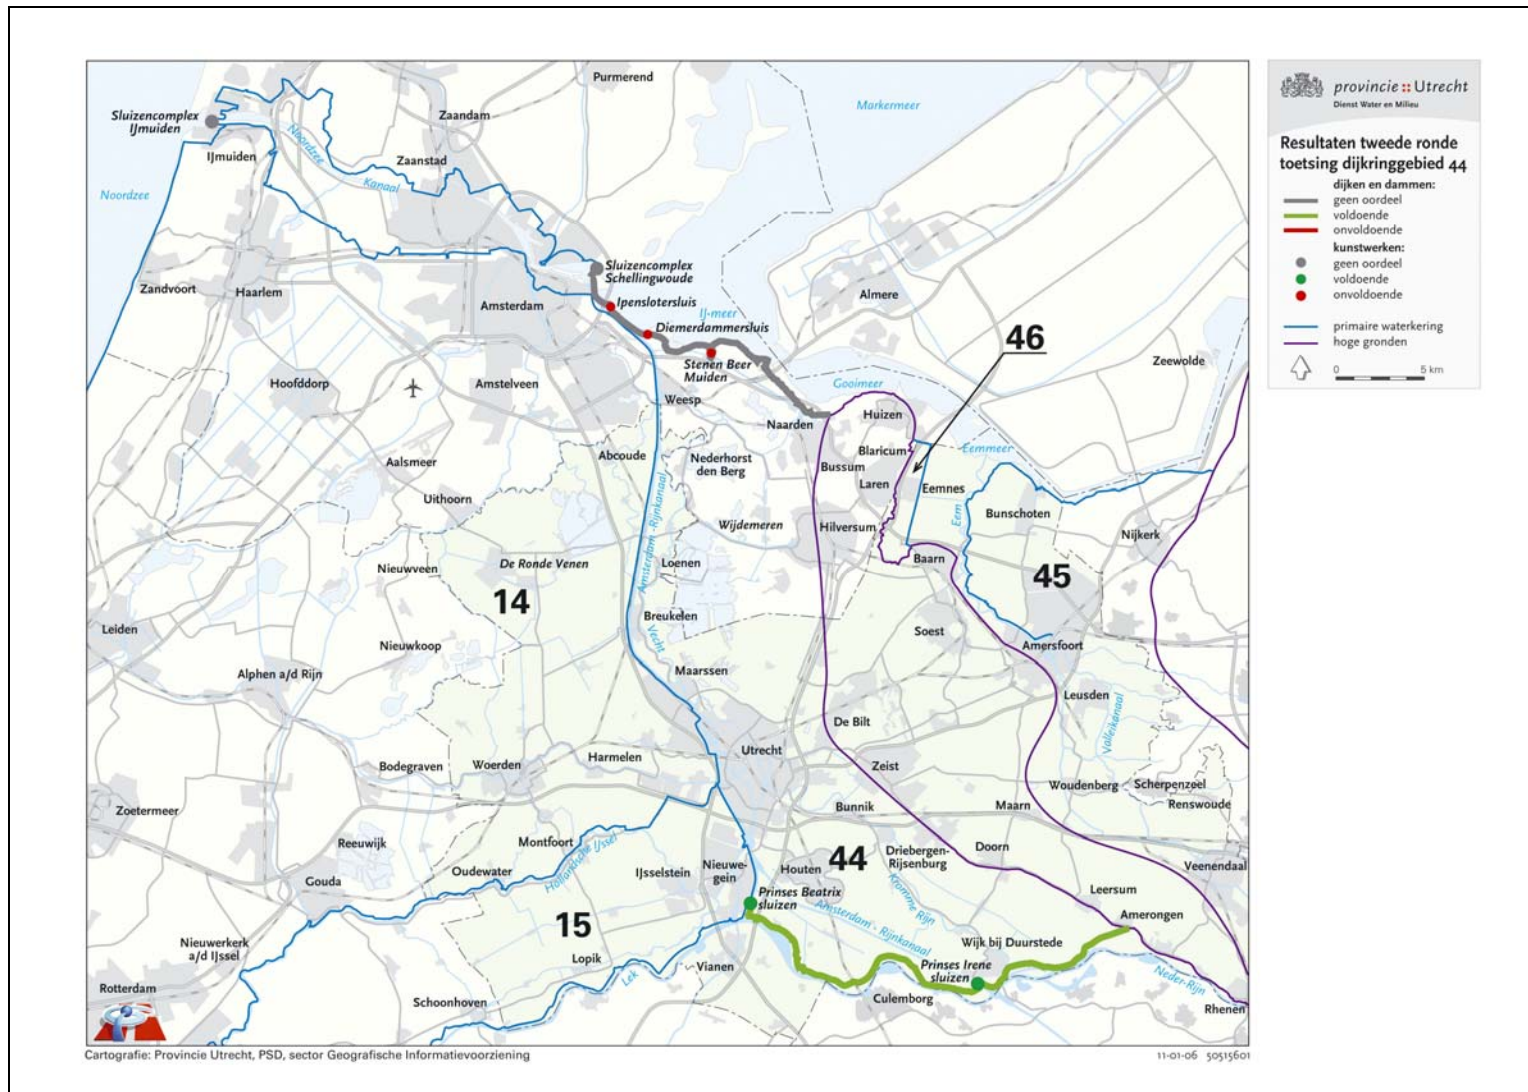 Purmerend
Sluizencomplex
IJmuiden
Zaandam
Markermeer
Noordzee
IJmuiden
Zaanstad
Kanaal
Noordzee
Sluizencomplex
Schellingwoude
Zandvoort
Haarlem
Almere
Amsterdam
Ipenslotersluis
IJ-meer
Diemerdammersluis
46
Zeewolde
Stenen Beer
Muiden
Hoofddorp
Amstelveen
Gooimeer
Weesp
Huizen
Naarden
Blaricum
Eemmeer
Abcoude
Nederhorst
den Berg
Bussum
Aalsmeer
Laren
Eemnes
Uithoorn
Eem
Bunschoten
Wijdemeren
Hilversum
Nijkerk
Amsterdam-Rijnkanaal
Baarn
De Ronde Venen
Loenen
Nieuwveen
45
14
Breukelen
Leiden
Vecht
Soest
Nieuwkoop
Amersfoort
Maarssen
Alphen a/d Rijn
Leusden
De Bilt
Valleikanaal
Utrecht
Harmelen
Bodegraven
Woerden
Zeist
Woudenberg
Scherpenzeel
Zoetermeer
Bunnik
Maarn
Renswoude
Reeuwijk
Montfoort
Hollandsche IJssel
Doorn
Driebergen-
Rijsenburg
44
Veenendaal
Oudewater
IJsselstein
Nieuwe-
gein
Houten
Gouda
Leersum
Prinses Beatrix
sluizen
Kromme Rijn
Amerongen
15
Amsterdam - Rijnkanaal
Nieuwerkerk
a/d IJssel
Wijk bij Duurstede
Lopik
Vianen
Prinses Irene
sluizen
Lek
Neder-Rijn
Rotterdam
Schoonhoven
Culemborg
Rhenen
provincie :: Utrecht
Dienst Water en Milieu
Resultaten tweede ronde
toetsing dijkringgebied 44
dijken en dammen:
geen oordeel
voldoende
onvoldoende
kunstwerken:
geen oordeel
voldoende
onvoldoende
primaire waterkering
hoge gronden
0 5 km
Cartografie: Provincie Utrecht, PSD, sector Geografische Informatievoorziening
11-01-06 50515601